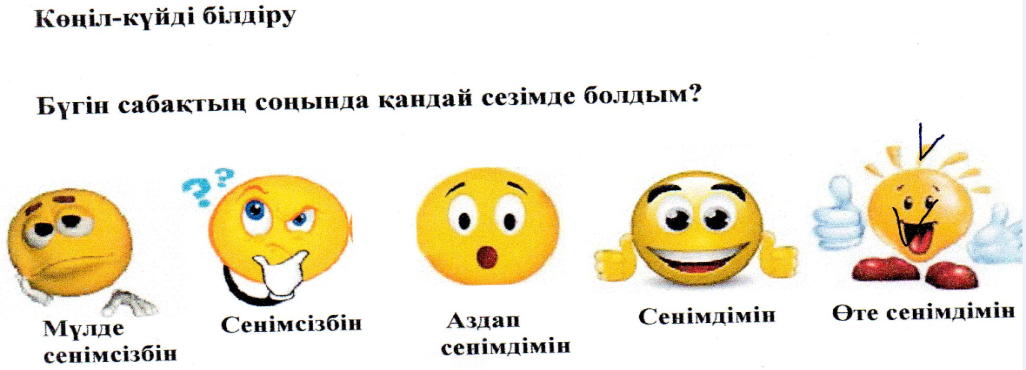 Көңіл-күйді білдіру
Бүгін сабақтың соңында қандай сезімде болдым?
Мүлде
сенімсізбін
Сенімсізбін
Аздап
сенімдімін
Сенімдімін
Өте сенімдімін